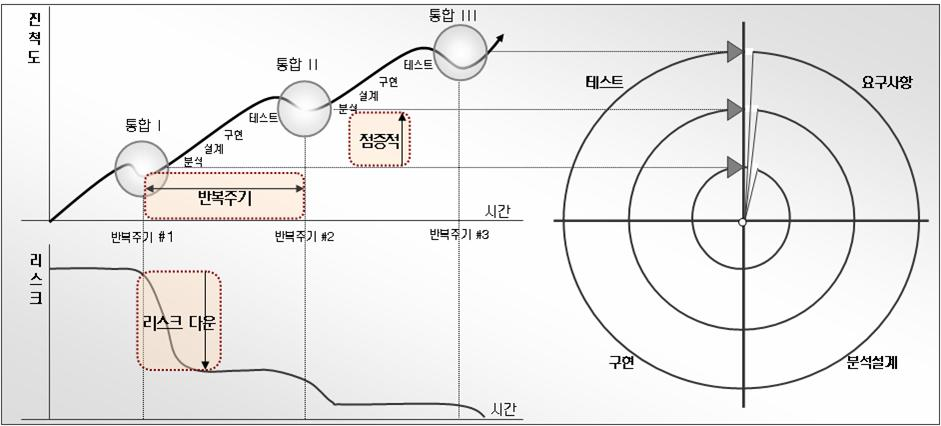 진척도
통합 I
통합 II
통합 III
분석
설계
구현
테스트
분석
설계
구현
테스트
점증적
반복주기
시간
반복주기 #1
반복주기 #2
반복주기 #3
리스크
리스크 다운
시간
테스트
요구사항
구현
분석설계